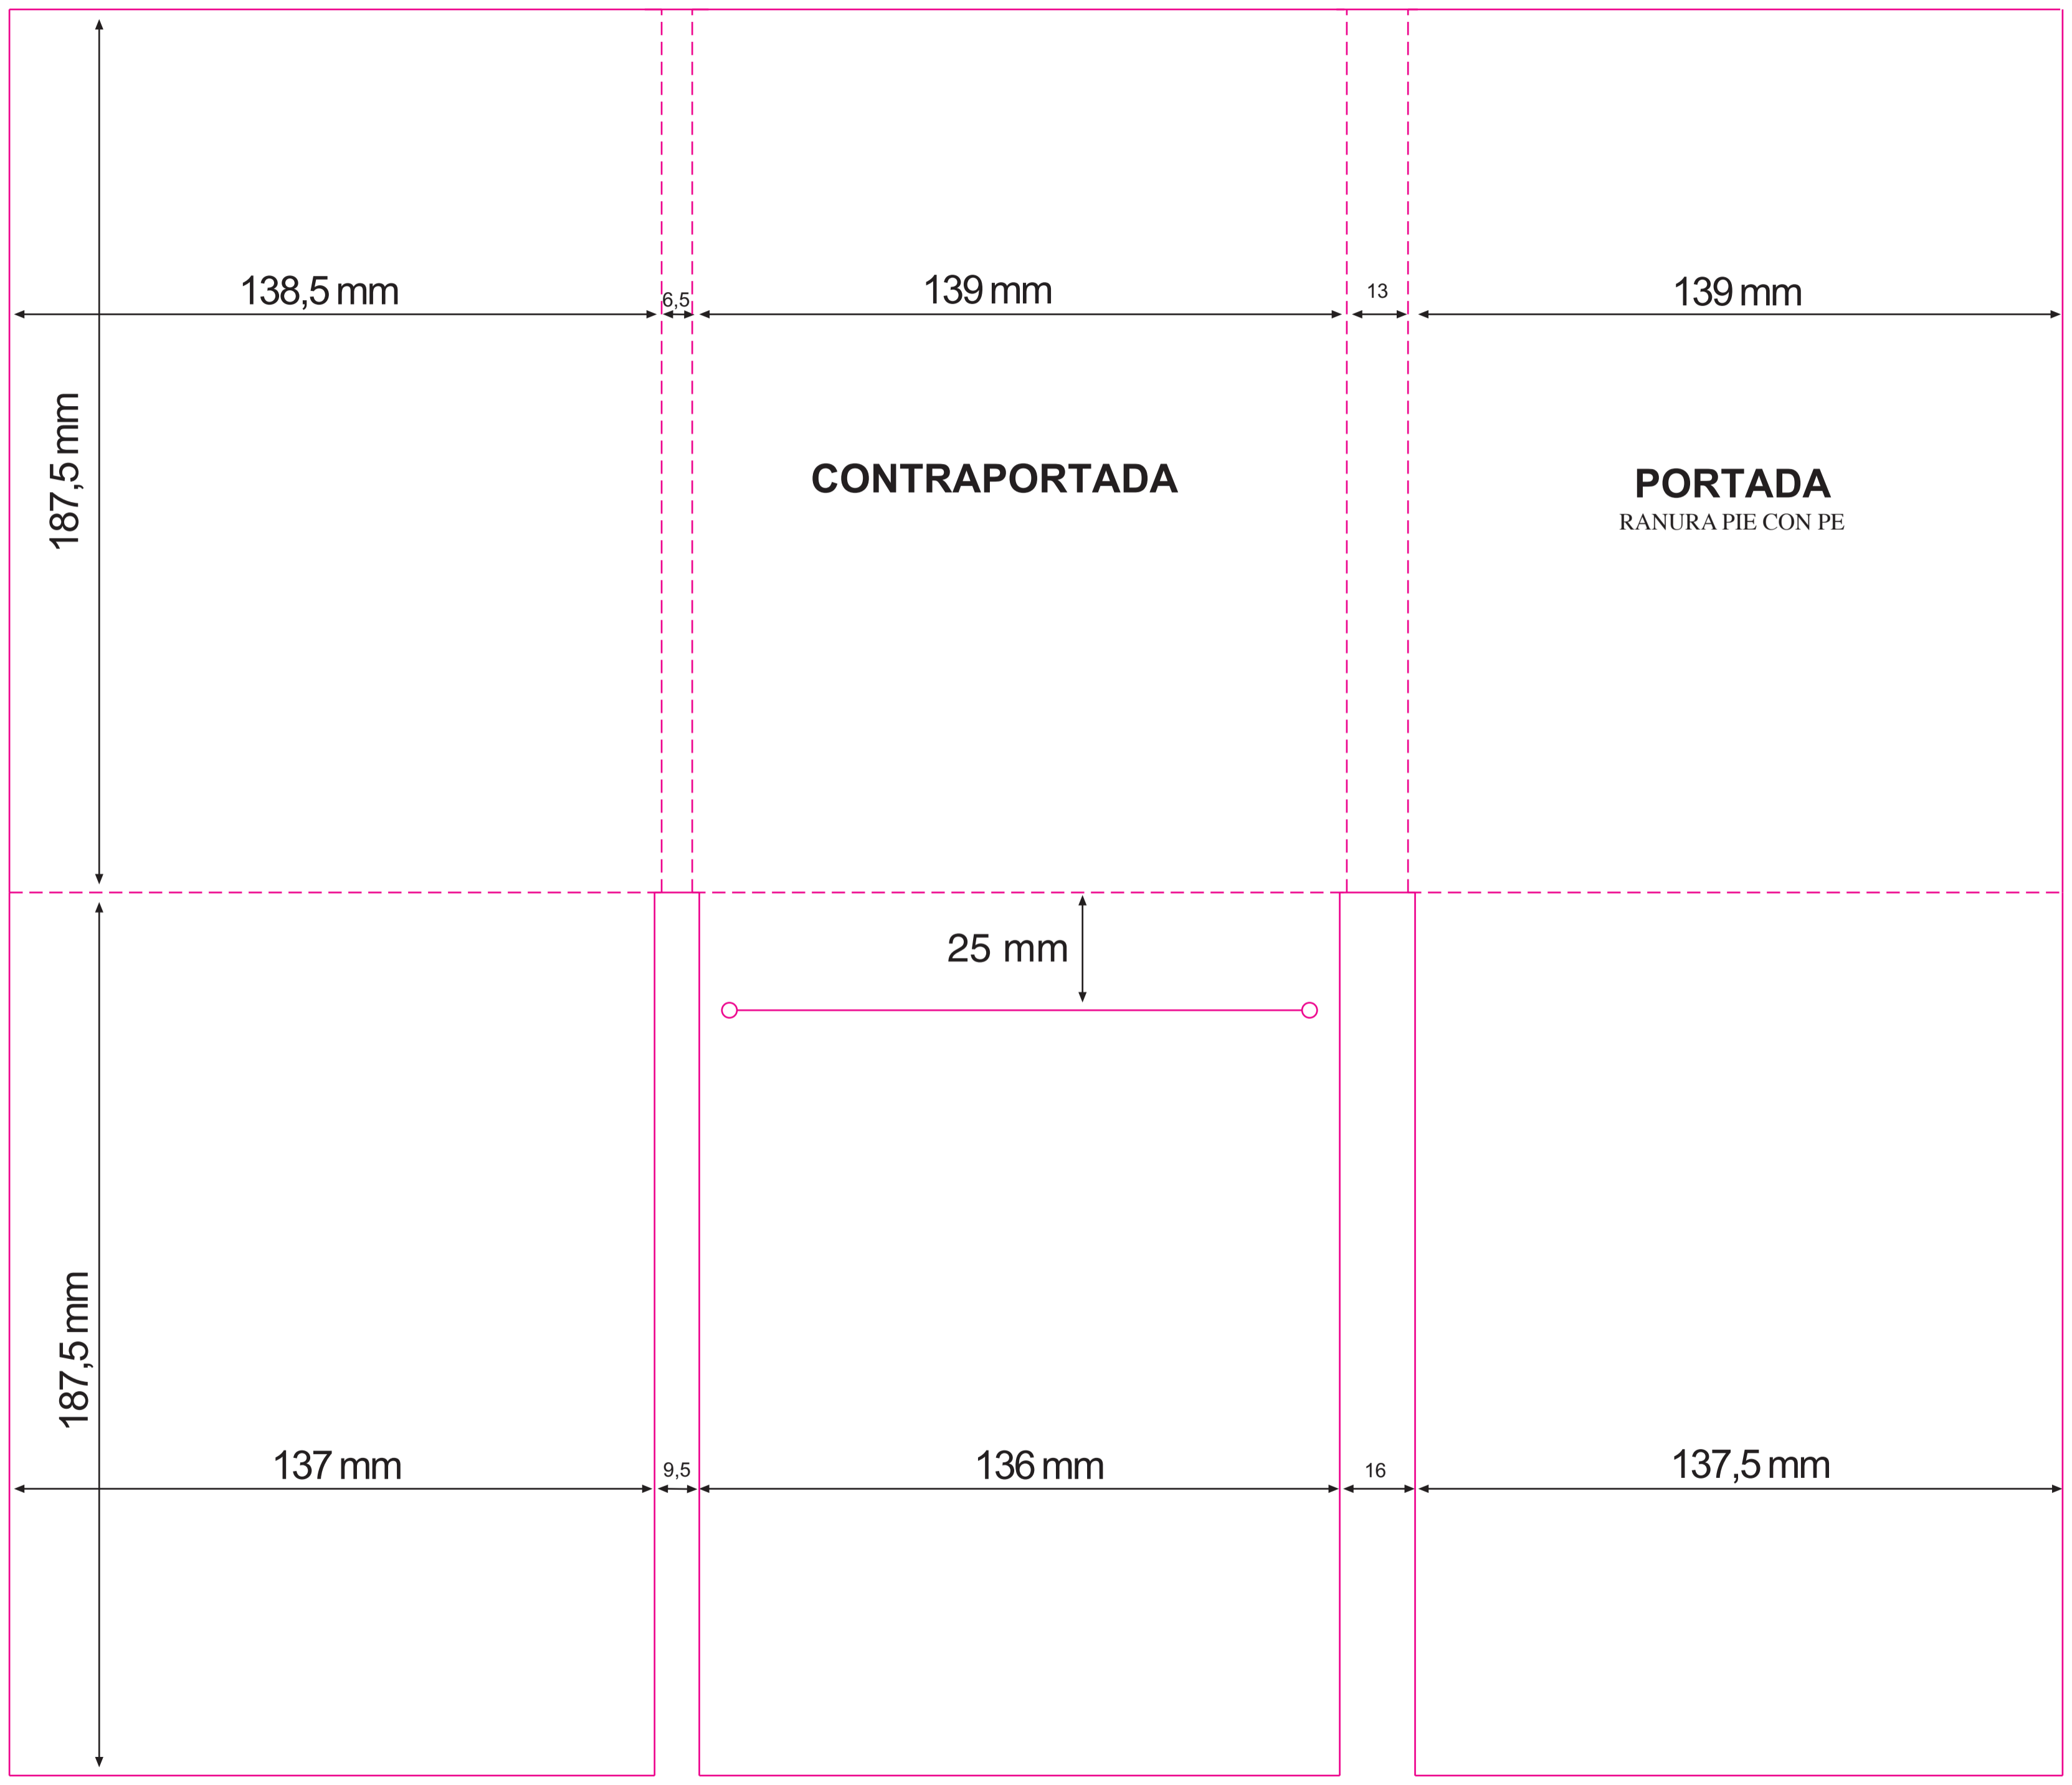 138,5 mm
6,5
139 mm
13
139 mm
187,5 mm
CONTRAPORTADA
PORTADA
RANURA PIE CON PE
25 mm
187,5 mm
137 mm
9,5
136 mm
16
137,5 mm